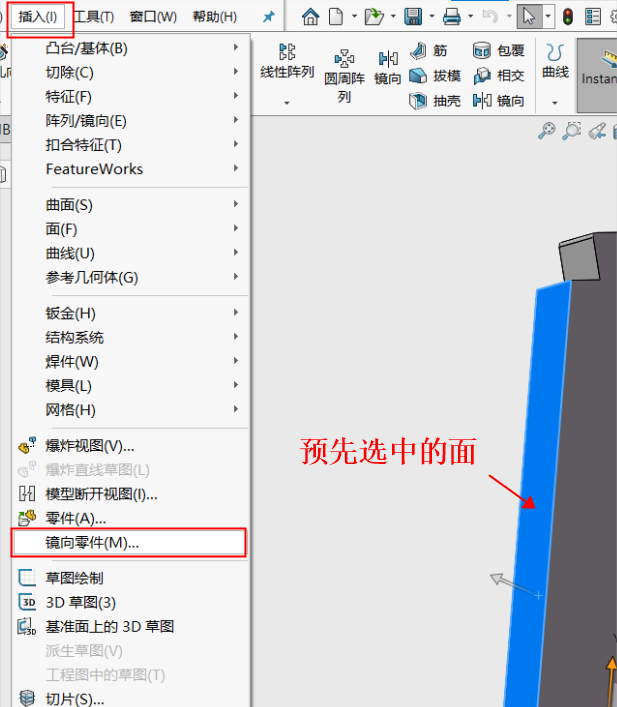 插入(I) 工具(T) 窗口(W) 帮助(H)
凸台/基体(B)
切除(C)
特征(F)
阵列/镜向(E)
扣合特征(T)
FeatureWorks
曲面(S)
面(F)
曲线(U)
参考几何体(G)
钣金(H)
结构系统
焊件(W)
模具(L)
网格(H)
爆炸视图(V)...
爆炸直线草图(L)
模型断开视图(I)...
零件(A)...
镜向零件(M)...
草图绘制
3D 3D 草图(3)
3D 基准面上的 3D 草图
派生草图(V)
工程图中的草图(T)
切片(S)...
线性阵列
圆周阵
列
镜向
筋
拔模
抽壳
包覆
相交
镜向
曲线
Instan
预先选中的面